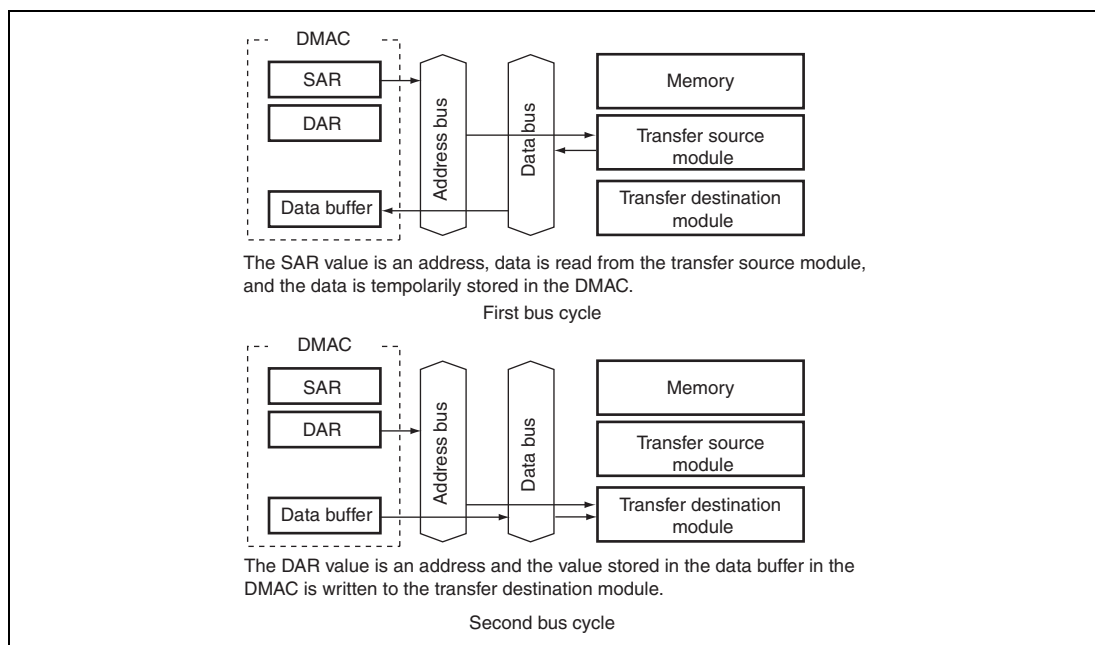 DMAC
SAR
DAR
Data buffer
Address bus
Data bus
Memory
Transfer source
module
Transfer destination
module
The SAR value is an address, data is read from the transfer source module,
and the data is tempolarily stored in the DMAC.
First bus cycle
DMAC
SAR
DAR
Data buffer
Address bus
Data bus
Memory
Transfer source
module
Transfer destination
module
The DAR value is an address and the value stored in the data buffer in the
DMAC is written to the transfer destination module.
Second bus cycle